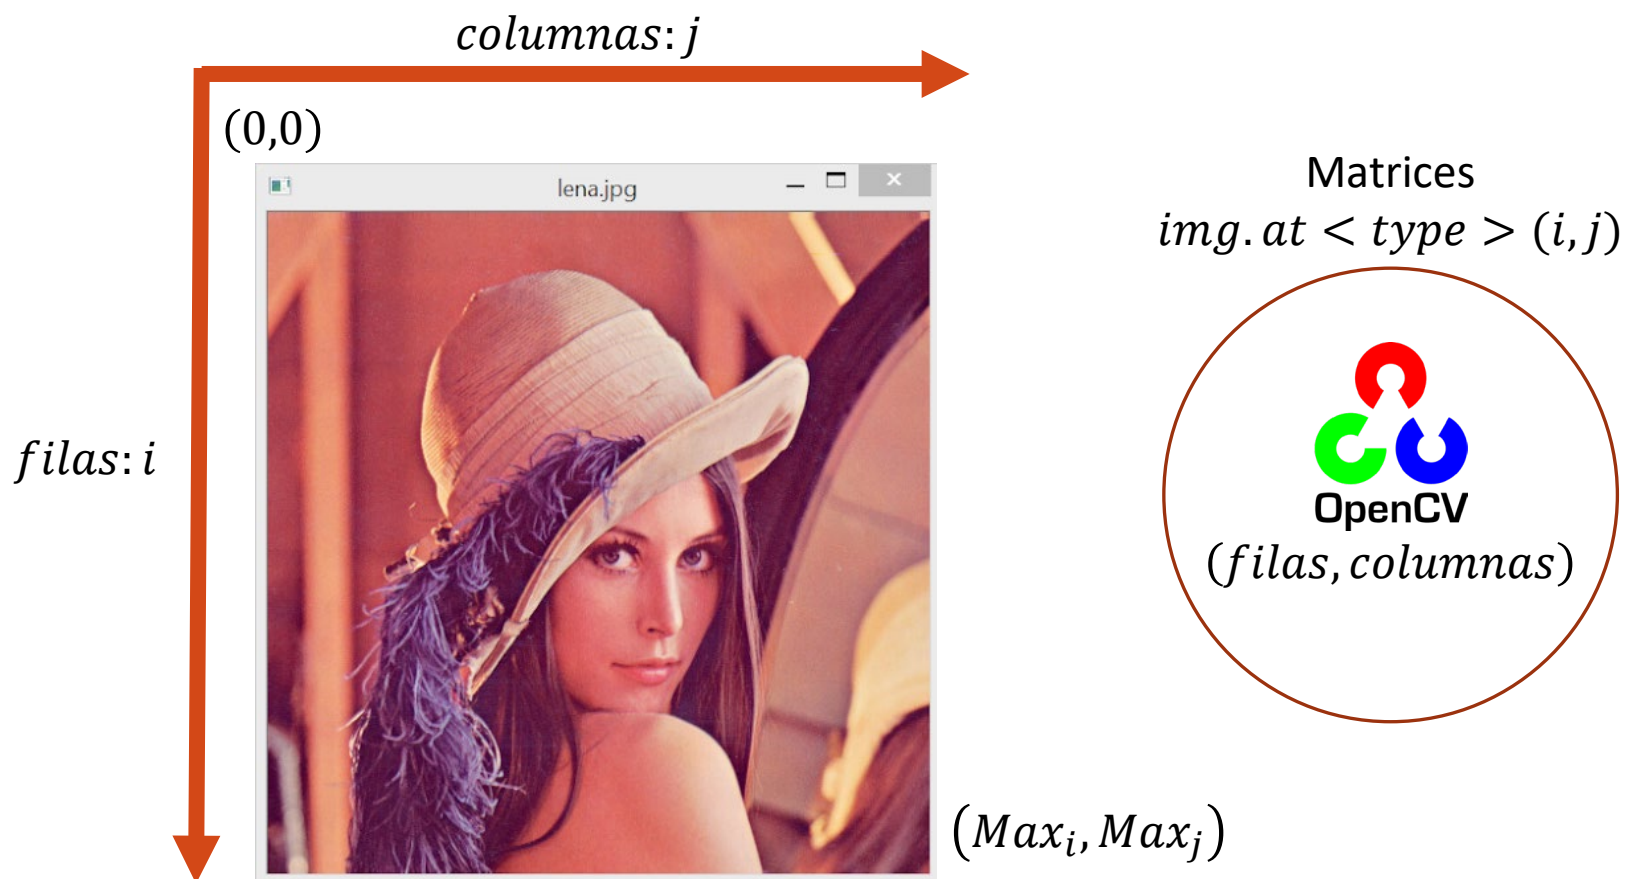 columnas: j
(0,0)
lena.jpg
filas: i
(Max_i, Max_j)
Matrices
img.at < type > (i,j)
OpenCV
(filas, columnas)